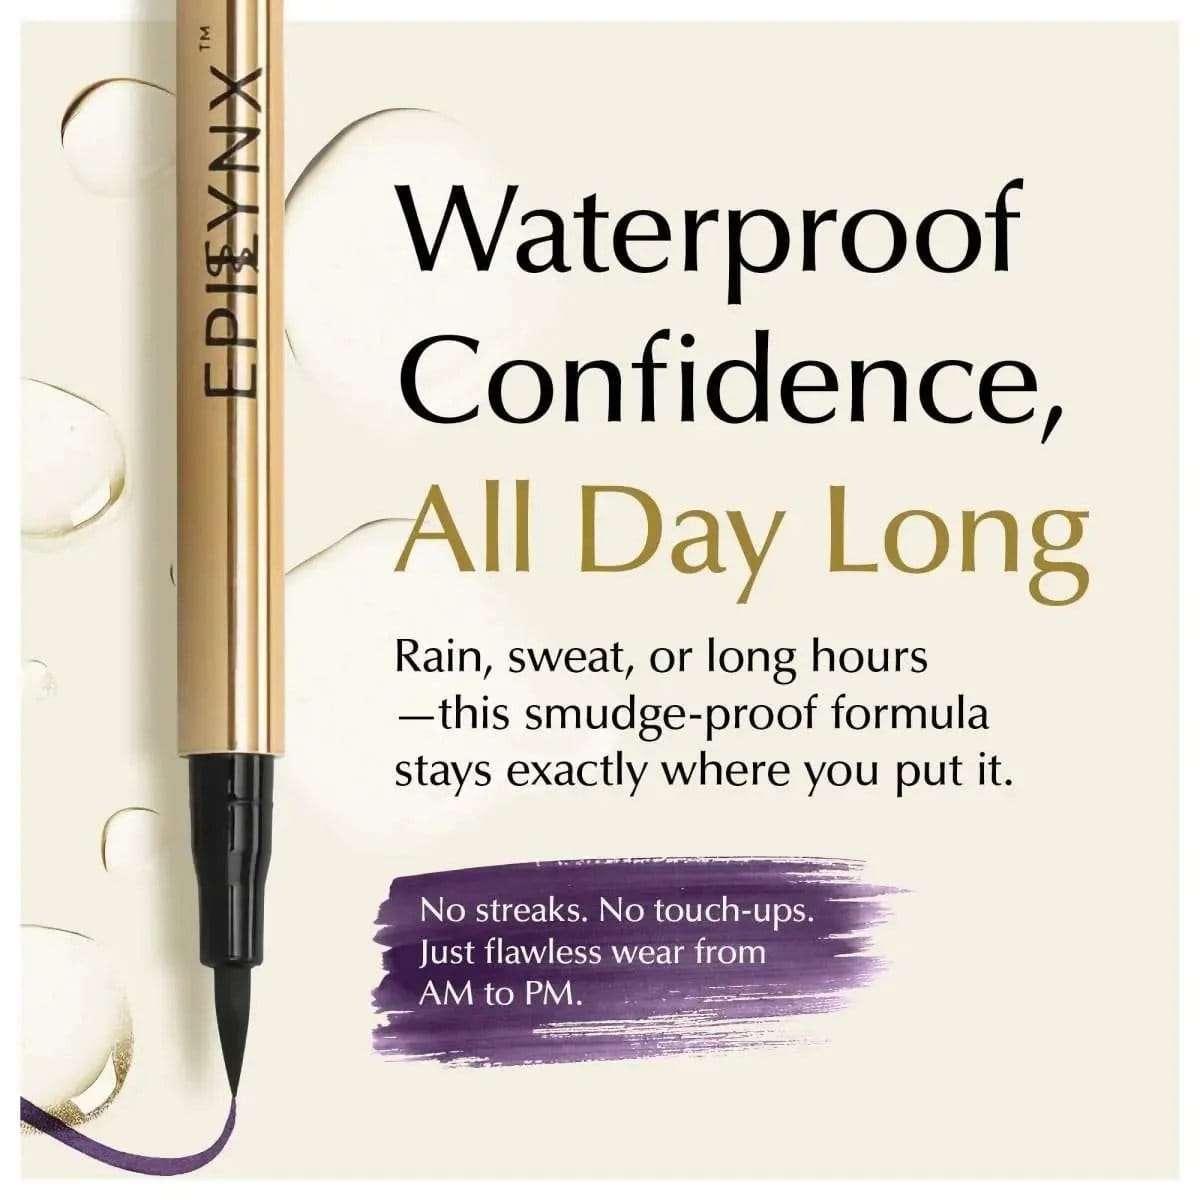 EPILYNX™
Waterproof
Confidence,
All Day Long
Rain, sweat, or long hours
—this smudge-proof formula
stays exactly where you put it.
No streaks. No touch-ups.
Just flawless wear from
AM to PM.